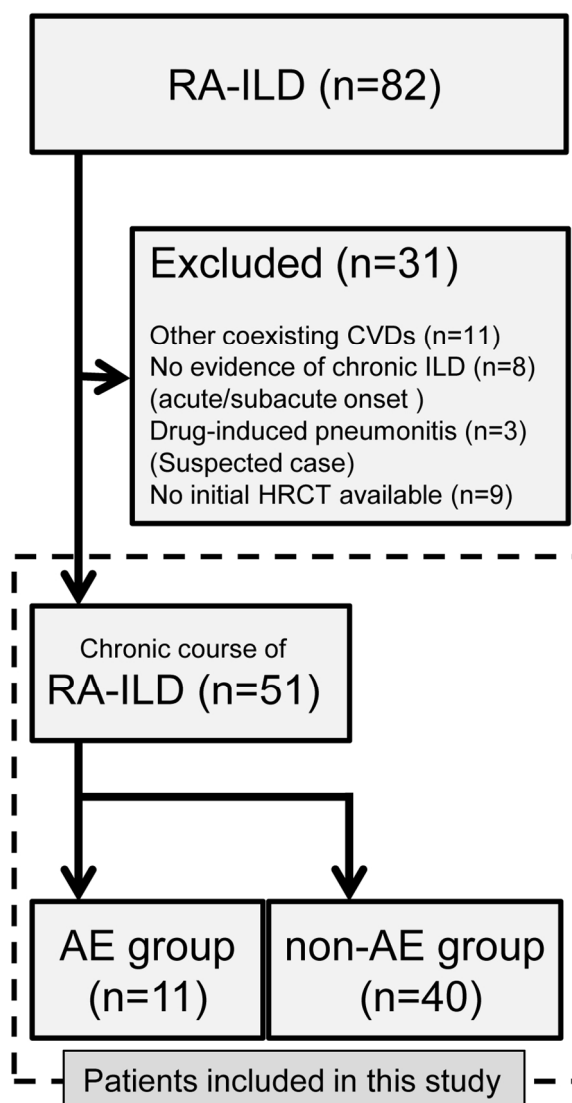 RA-ILD (n=82)
Excluded (n=31)
Other coexisting CVDs (n=11)
No evidence of chronic ILD (n=8)
(acute/subacute onset )
Drug-induced pneumonitis (n=3)
(Suspected case)
No initial HRCT available (n=9)
Chronic course of
RA-ILD (n=51)
AE group
(n=11)
non-AE group
(n=40)
Patients included in this study